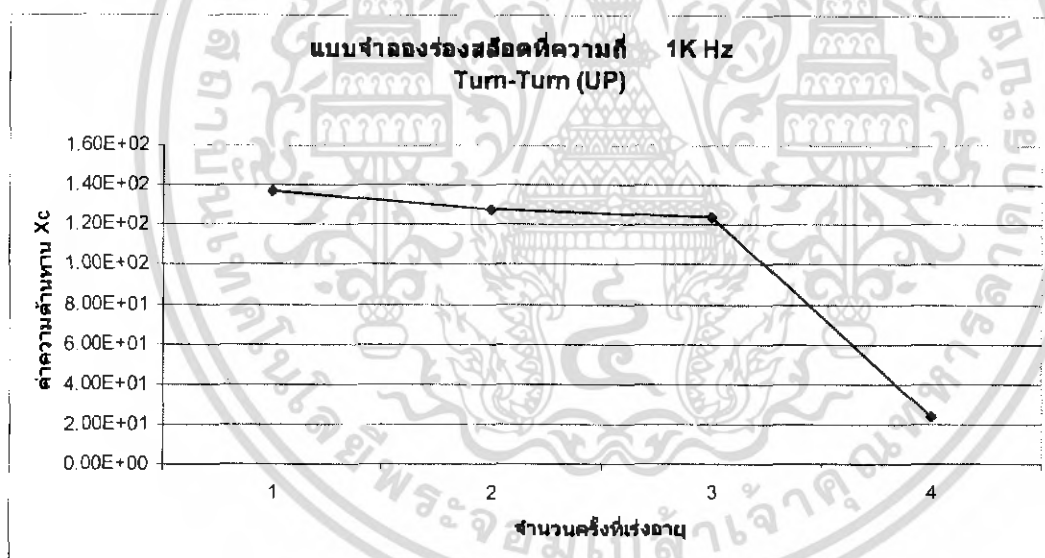 แบบจำลองร่องสล๊อตที่ความถี่ 1K Hz
Turn-Turn (UP)
ค่าความต้านทาน Xc
1.60E+02
1.40E+02
1.20E+02
1.00E+02
8.00E+01
6.00E+01
4.00E+01
2.00E+01
0.00E+00
1 2 3 4
จำนวนครั้งที่เร่งอายุ